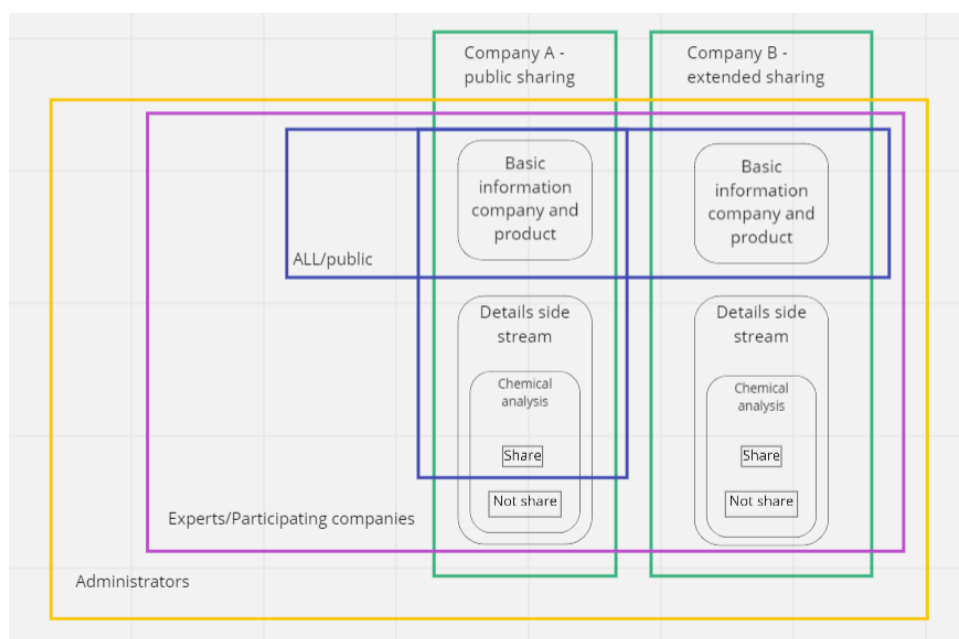 Company A -
public sharing
Company B -
extended sharing
Basic
information
company and
product
Basic
information
company and
product
ALL/public
Details side
stream
Chemical
analysis
Share
Not share
Details side
stream
Chemical
analysis
Share
Not share
Experts/Participating companies
Administrators